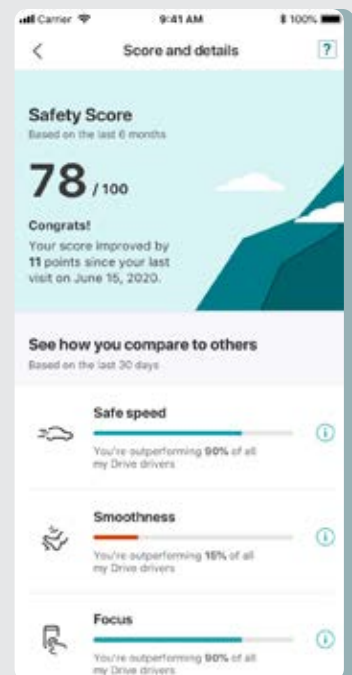 Carrier 9:41 AM 100%
Score and details ?
Safety Score
Based on the last 6 months
78 / 100
Congrats!
Your score improved by
11 points since your last
visit on June 15, 2020.
See how you compare to others
Based on the last 30 days
Safe speed
You're outperforming 90% of all
my Drive drivers
Smoothness
You're outperforming 15% of all
my Drive drivers
Focus
You're outperforming 90% of all
my Drive drivers